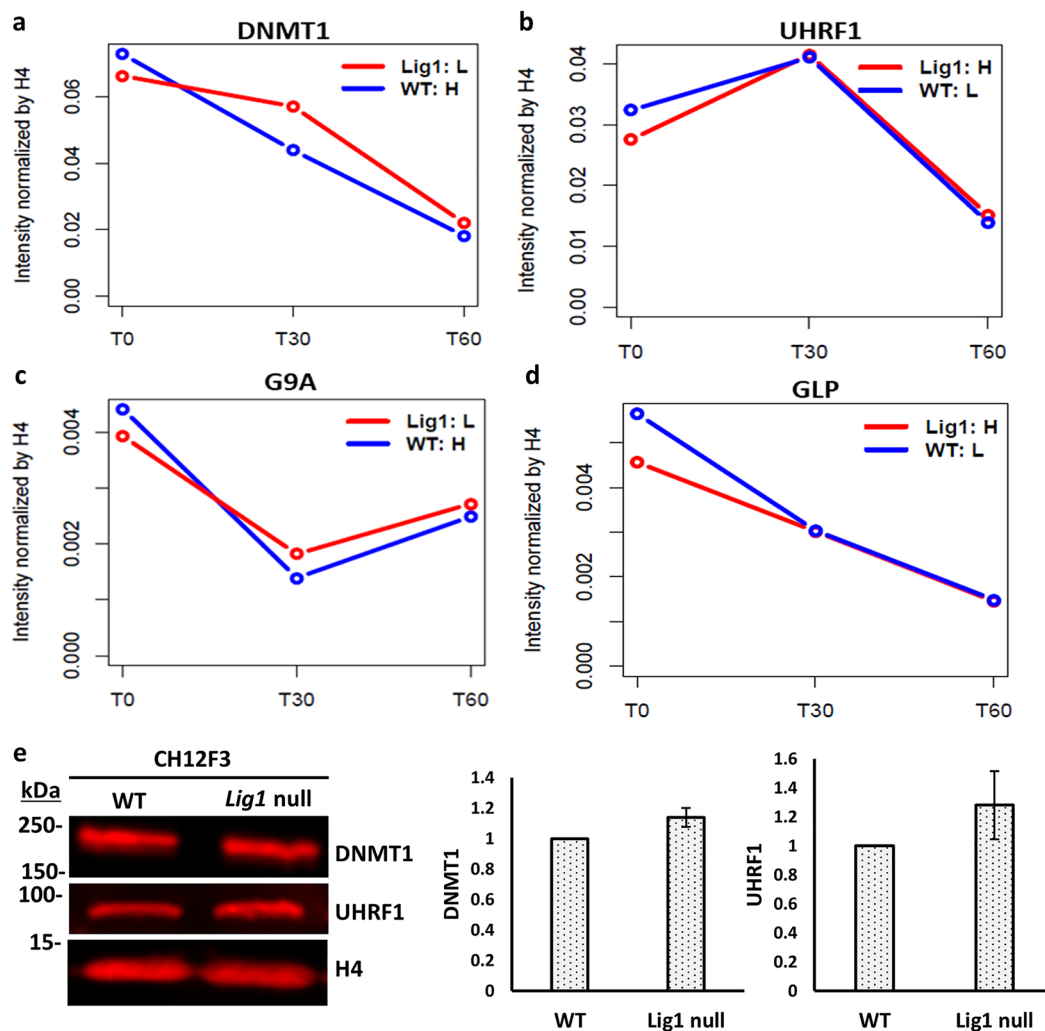 a
DNMT1
Intensity normalized by H4
0.00 0.02 0.04 0.06
Lig1: L
WT: H
T0 T30 T60
b
UHRF1
Intensity normalized by H4
0.00 0.01 0.02 0.03 0.04
Lig1: H
WT: L
T0 T30 T60
c
G9A
Intensity normalized by H4
0.000 0.002 0.004
Lig1: L
WT: H
T0 T30 T60
d
GLP
Intensity normalized by H4
0.000 0.002 0.004
Lig1: H
WT: L
T0 T30 T60
e
CH12F3
kDa
WT Lig1 null
250-
DNMT1
150-
100-
UHRF1
15-
H4
DNMT1
1.4
1.2
1
0.8
0.6
0.4
0.2
0
WT Lig1 null
UHRF1
1.6
1.4
1.2
1
0.8
0.6
0.4
0.2
0
WT Lig1 null